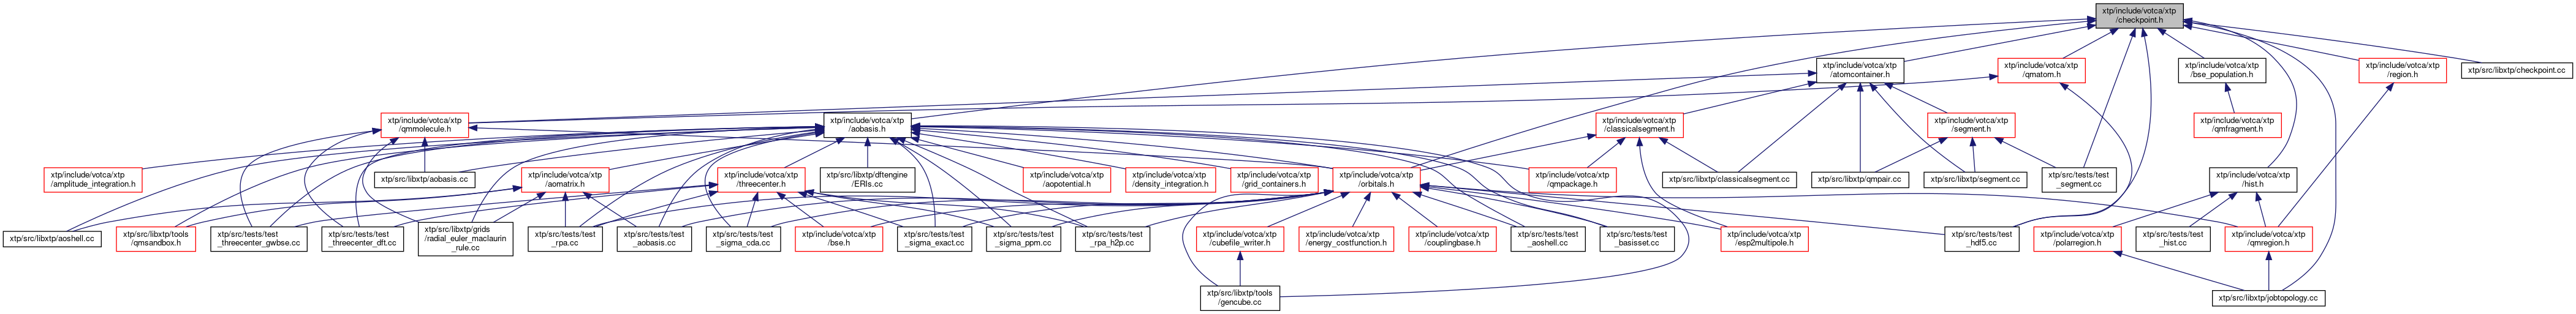 xtp/include/votca/xtp
/checkpoint.h
xtp/include/votca/xtp
/atomcontainer.h
xtp/include/votca/xtp
/qmatom.h
xtp/include/votca/xtp
/bse_population.h
xtp/include/votca/xtp
/region.h
xtp/src/libxtp/checkpoint.cc
xtp/include/votca/xtp
/qmmolecule.h
xtp/include/votca/xtp
/aobasis.h
xtp/include/votca/xtp
/classicalsegment.h
xtp/include/votca/xtp
/segment.h
xtp/include/votca/xtp
/qmfragment.h
xtp/include/votca/xtp
/amplitude_integration.h
xtp/src/libxtp/aobasis.cc
xtp/include/votca/xtp
/aomatrix.h
xtp/include/votca/xtp
/threecenter.h
xtp/src/libxtp/dftengine
/ERIs.cc
xtp/include/votca/xtp
/aopotential.h
xtp/include/votca/xtp
/density_integration.h
xtp/include/votca/xtp
/grid_containers.h
xtp/include/votca/xtp
/orbitals.h
xtp/include/votca/xtp
/qmpackage.h
xtp/src/libxtp/classicalsegment.cc
xtp/src/libxtp/qmpair.cc
xtp/src/libxtp/segment.cc
xtp/src/tests/test
_segment.cc
xtp/include/votca/xtp
/hist.h
xtp/src/libxtp/aoshell.cc
xtp/src/libxtp/tools
/qmsandbox.h
xtp/src/tests/test
_threecenter_gwbse.cc
xtp/src/tests/test
_threecenter_dft.cc
xtp/src/libxtp/grids
/radial_euler_maclaurin
_rule.cc
xtp/src/tests/test
_rpa.cc
xtp/src/tests/test
_aobasis.cc
xtp/src/tests/test
_sigma_cda.cc
xtp/include/votca/xtp
/bse.h
xtp/src/tests/test
_sigma_exact.cc
xtp/src/tests/test
_sigma_ppm.cc
xtp/src/tests/test
_rpa_h2p.cc
xtp/include/votca/xtp
/cubefile_writer.h
xtp/include/votca/xtp
/energy_costfunction.h
xtp/include/votca/xtp
/couplingbase.h
xtp/src/tests/test
_aoshell.cc
xtp/src/tests/test
_basisset.cc
xtp/include/votca/xtp
/esp2multipole.h
xtp/src/tests/test
_hdf5.cc
xtp/include/votca/xtp
/polarregion.h
xtp/src/tests/test
_hist.cc
xtp/include/votca/xtp
/qmregion.h
xtp/src/libxtp/tools
/gencube.cc
xtp/src/libxtp/jobtopology.cc